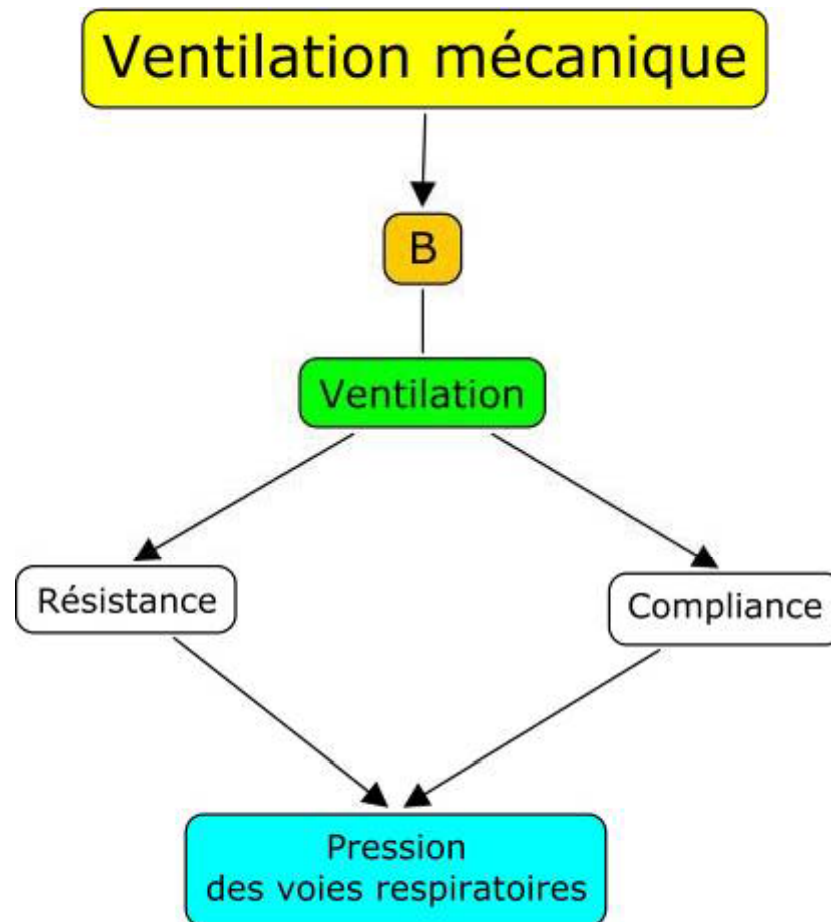 Ventilation mécanique
B
Ventilation
Résistance
Compliance
Pression
des voies respiratoires